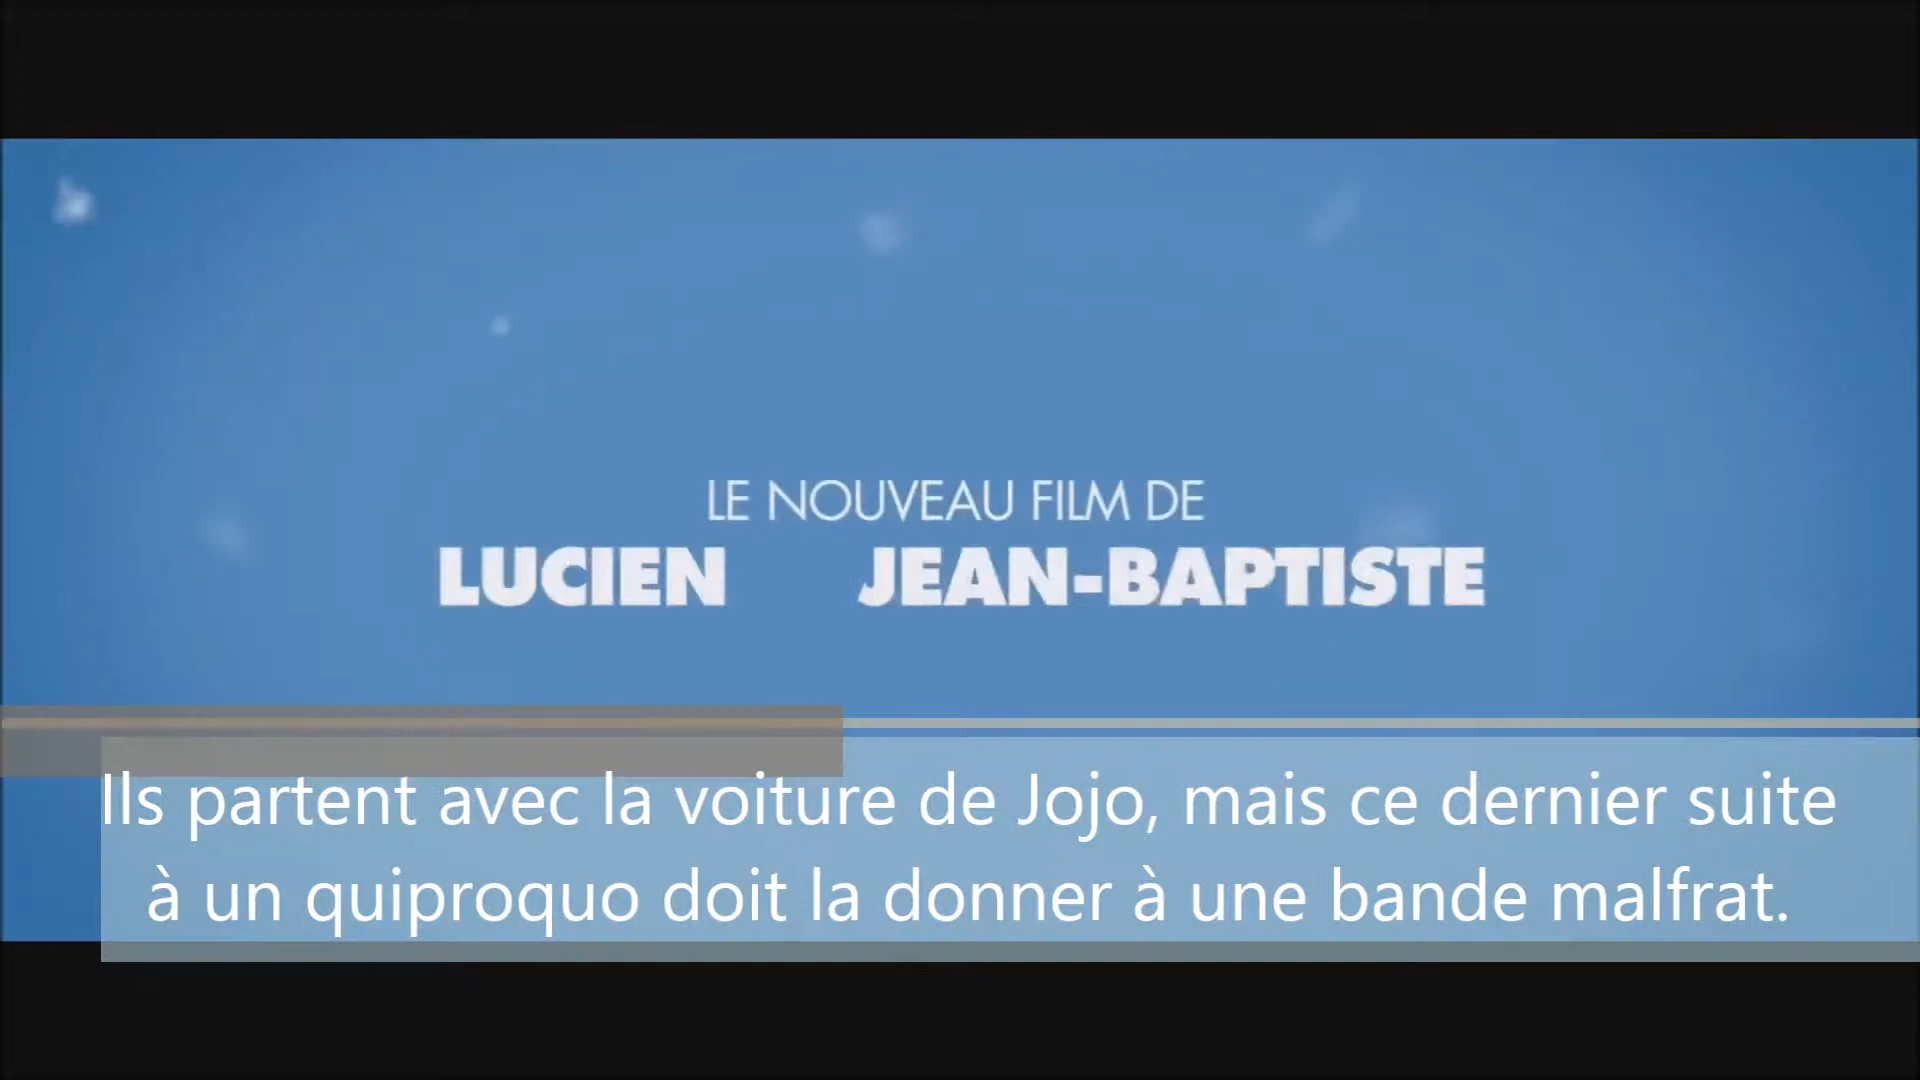 LE NOUVEAU FILM DE
LUCIEN JEAN-BAPTISTE
Ils partent avec la voiture de Jojo, mais ce dernier suite
à un quiproquo doit la donner à une bande malfrat.